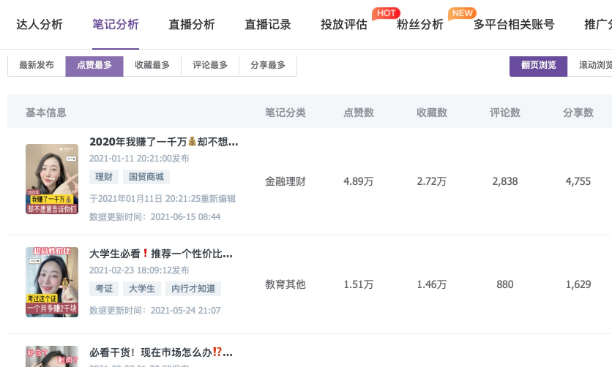 达人分析 笔记分析 直播分析 直播记录 投放评估 HOT 粉丝分析 NEW 多平台相关账号 推广分
最新发布 点赞最多 收藏最多 评论最多 分享最多 翻页浏览 滚动浏览
基本信息 笔记分类 点赞数 收藏数 评论数 分享数
2020年我赚了一千万💰却不想...
2021-01-11 20:21:00发布
理财 国贸商城
于2021年01月11日 20:21:25重新编辑
数据更新时间: 2021-06-15 08:44
金融理财 4.89万 2.72万 2,838 4,755
我赚了一千万
却不愿意告诉你们
大学生必看❗推荐一个性价比...
2021-02-23 18:09:12发布
考证 大学生 内行才知道
数据更新时间: 2021-05-24 21:07
教育其他 1.51万 1.46万 880 1,629
考过这个证
一个月多赚2千块
必看干货! 现在市场怎么办⁉...